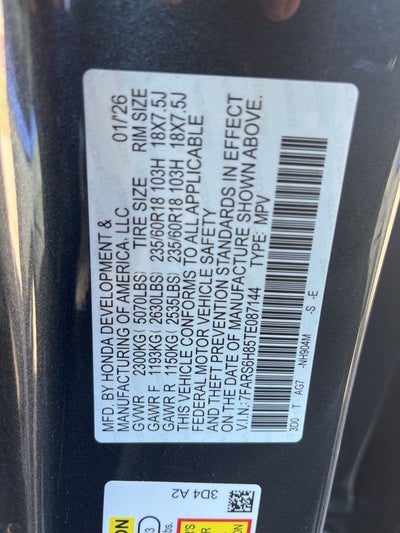 MFD. BY HONDA DEVELOPMENT &
MANUFACTURING OF AMERICA, LLC 01/'26
GVWR 2300KG ( 5070LBS) TIRE SIZE RIM SIZE
GAWR F 1193KG ( 2630LBS) 235/60R18 103H 18X7.5J
GAWR R 1150KG ( 2535LBS) 235/60R18 103H 18X7.5J
THIS VEHICLE CONFORMS TO ALL APPLICABLE
FEDERAL MOTOR VEHICLE SAFETY
AND THEFT PREVENTION STANDARDS IN EFFECT
ON THE DATE OF MANUFACTURE SHOWN ABOVE.
V.I.N.: 7FARS6H85TE087144 TYPE: MPV
3D0 T AG7 -NH904M -S -E
3D4 A2
ON
3